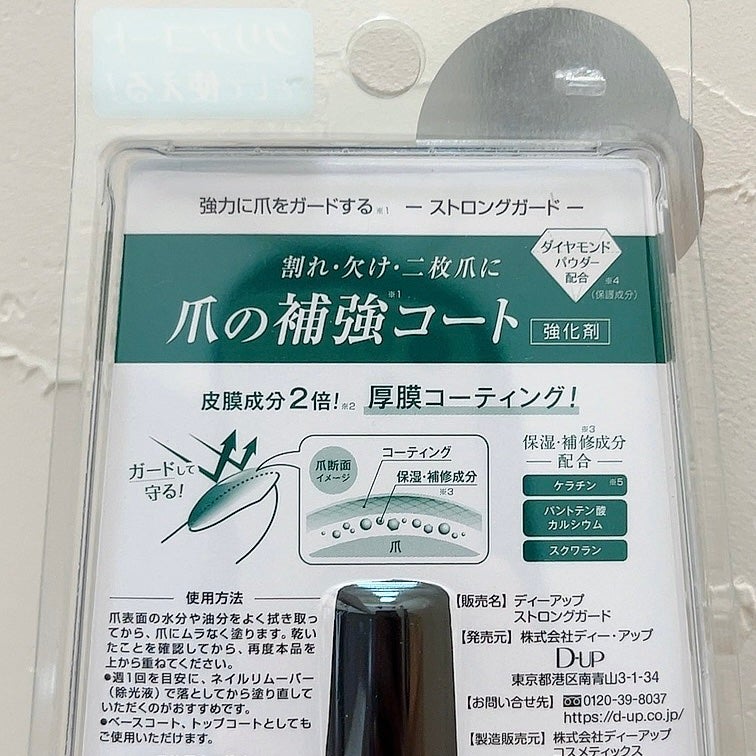 クリアコート
として使える!
強力に爪をガードする※1 ー ストロングガード ー
割れ・欠け・二枚爪に
爪の補強※1コート 強化剤
ダイヤモンド
パウダー
配合 ※4
(保護成分)
皮膜成分2倍!※2 厚膜コーティング!
ガードして
守る!
爪断面
イメージ
コーティング
保湿・補修成分
※3
爪
※3
保湿・補修成分
配合
ケラチン ※5
パントテン酸
カルシウム
スクワラン
使用方法
爪表面の水分や油分をよく拭き取っ
てから、爪にムラなく塗ります。乾い
たことを確認してから、再度本品を
上から重ねてください。
●週1回を目安に、ネイルリムーバー
(除光液)で落としてから塗り直して
いただくのがおすすめです。
●ベースコート、トップコートとしても
ご使用いただけます。
【販売名】ディーアップ
ストロングガード
【発売元】株式会社ディー・アップ
D-UP
東京都港区南青山3-1-34
【お問い合せ先】0120-39-8037
https://d-up.co.jp/
【製造販売元】株式会社ディーアップ
コスメティックス